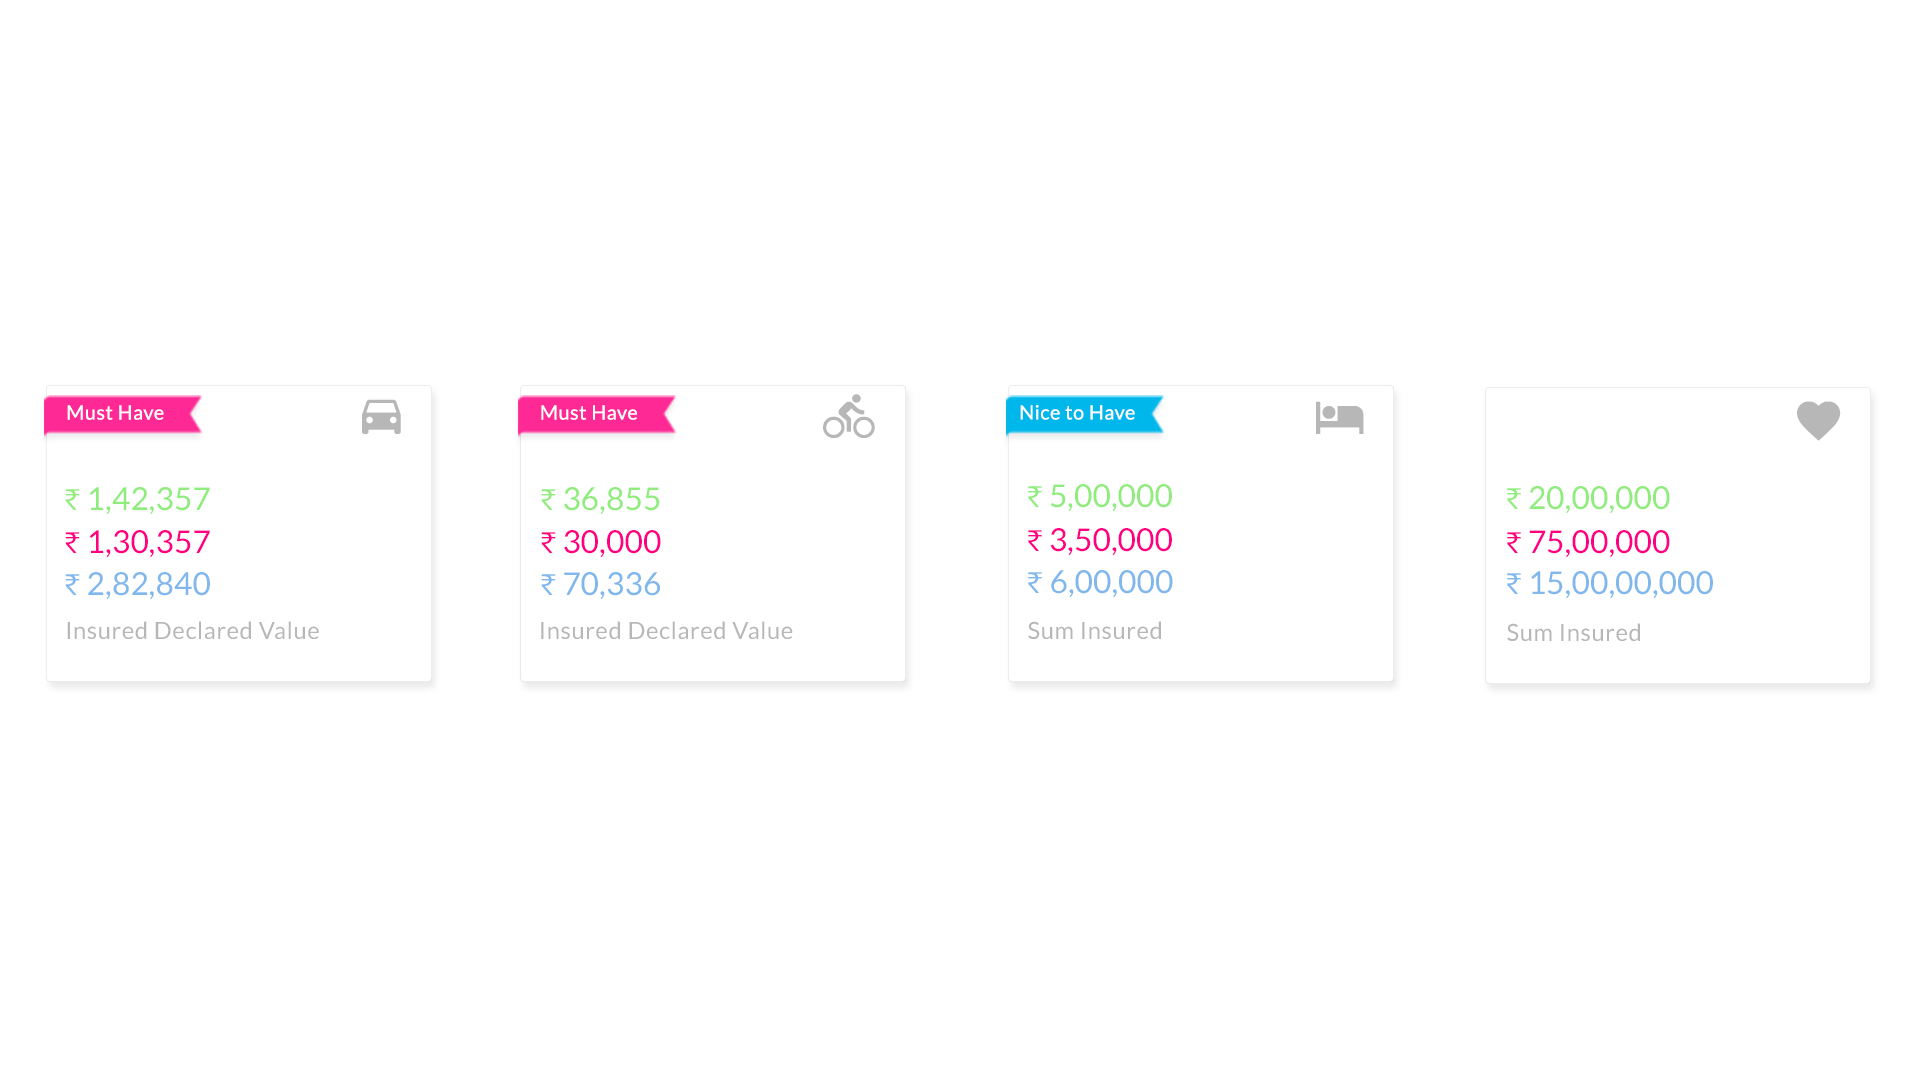 Must Have
₹ 1,42,357
₹ 1,30,357
₹ 2,82,840
Insured Declared Value
Must Have
₹ 36,855
₹ 30,000
₹ 70,336
Insured Declared Value
Nice to Have
₹ 5,00,000
₹ 3,50,000
₹ 6,00,000
Sum Insured
₹ 20,00,000
₹ 75,00,000
₹ 15,00,00,000
Sum Insured